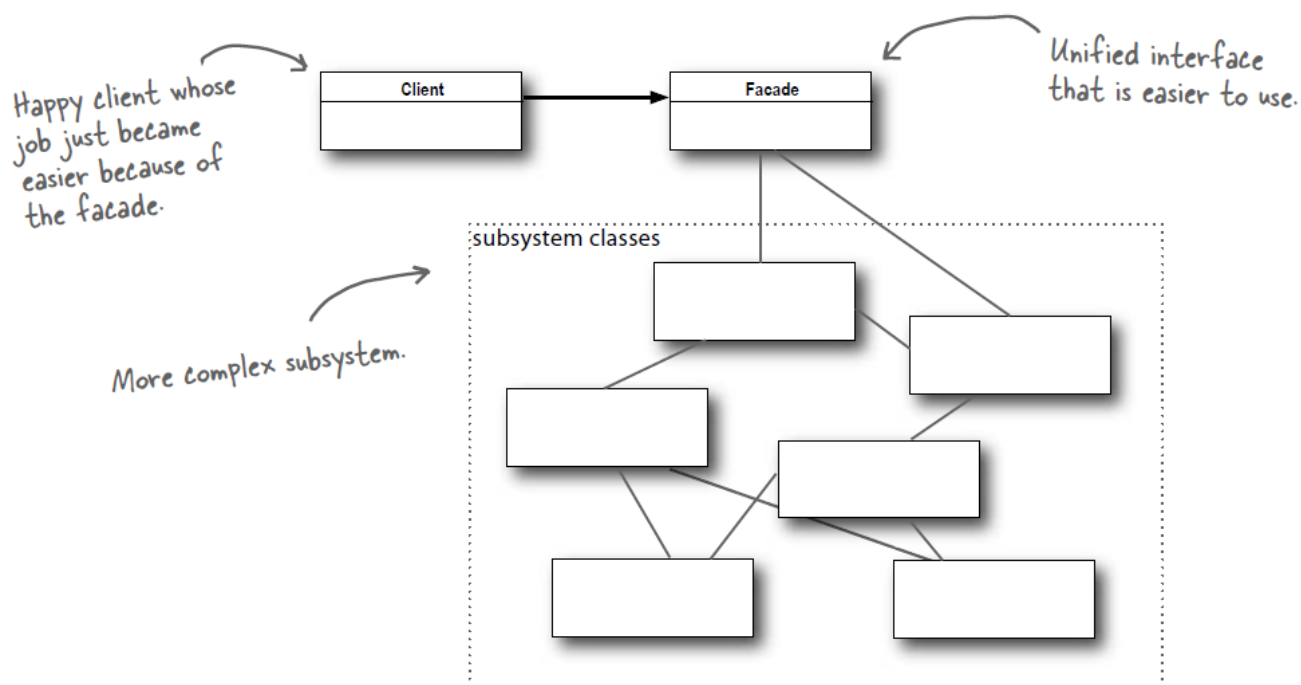 Happy client whose
job just became
easier because of
the facade.
Client
Facade
Unified interface
that is easier to use.
subsystem classes
More complex subsystem.